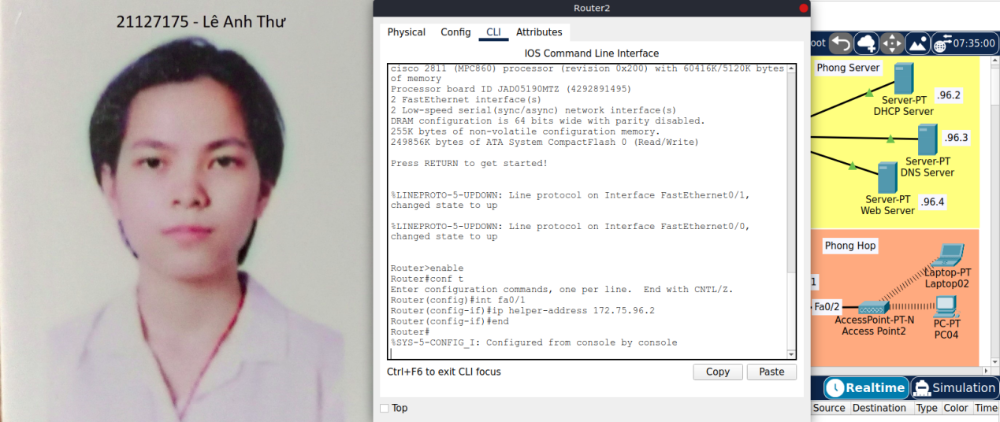 21127175 - Lê Anh Thư
Router2
Physical Config CLI Attributes
IOS Command Line Interface
cisco 2811 (MPC860) processor (revision 0x200) with 60416K/5120K bytes
of memory
Processor board ID JAD05190MTZ (4292891495)
2 FastEthernet interface(s)
2 Low-speed serial(sync/async) network interface(s)
DRAM configuration is 64 bits wide with parity disabled.
255K bytes of non-volatile configuration memory.
249856K bytes of ATA System CompactFlash 0 (Read/Write)
Press RETURN to get started!
%LINEPROTO-5-UPDOWN: Line protocol on Interface FastEthernet0/1,
changed state to up
%LINEPROTO-5-UPDOWN: Line protocol on Interface FastEthernet0/0,
changed state to up
Router>enable
Router#conf t
Enter configuration commands, one per line. End with CNTL/Z.
Router(config)#int fa0/1
Router(config-if)#ip helper-address 172.75.96.2
Router(config-if)#end
Router#
%SYS-5-CONFIG_I: Configured from console by console
Ctrl+F6 to exit CLI focus
Copy Paste
Top
oot 07:35:00
Phong Server
Server-PT
DHCP Server
.96.2
Server-PT
DNS Server
.96.3
Server-PT
Web Server
.96.4
Phong Hop
Laptop-PT
Laptop02
1
Fa0/2
AccessPoint-PT-N
Access Point2
PC-PT
PC04
Realtime Simulation
Source Destination Type Color Time